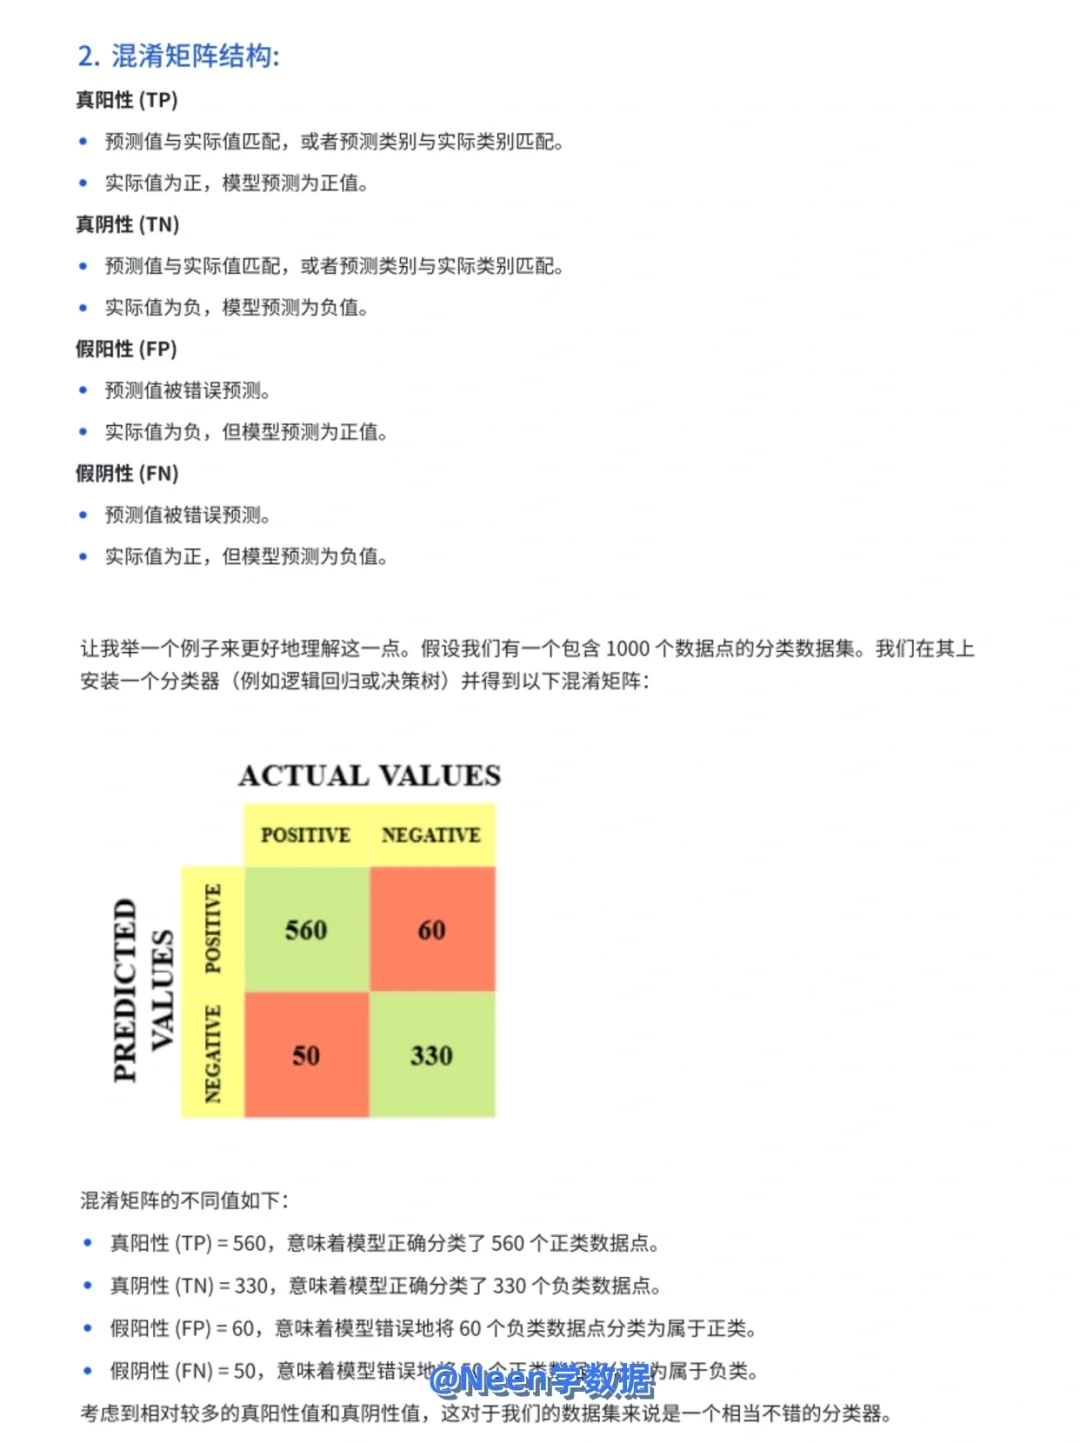 2. 混淆矩阵结构:
真阳性 (TP)
预测值与实际值匹配，或者预测类别与实际类别匹配。
实际值为正，模型预测为正值。
真阴性 (TN)
预测值与实际值匹配，或者预测类别与实际类别匹配。
实际值为负，模型预测为负值。
假阳性 (FP)
预测值被错误预测。
实际值为负，但模型预测为正值。
假阴性 (FN)
预测值被错误预测。
实际值为正，但模型预测为负值。
让我举一个例子来更好地理解这一点。假设我们有一个包含 1000 个数据点的分类数据集。我们在其上
安装一个分类器（例如逻辑回归或决策树）并得到以下混淆矩阵：
ACTUAL VALUES
POSITIVE NEGATIVE
PREDICTED
VALUES
POSITIVE
560 60
NEGATIVE
50 330
混淆矩阵的不同值如下：
真阳性 (TP) = 560，意味着模型正确分类了 560 个正类数据点。
真阴性 (TN) = 330，意味着模型正确分类了 330 个负类数据点。
假阳性 (FP) = 60，意味着模型错误地将 60 个负类数据点分类为属于正类。
假阴性 (FN) = 50，意味着模型错误地将 50 个正类数据 为属于负类。
@Neen学数据
考虑到相对较多的真阳性值和真阴性值，这对于我们的数据集来说是一个相当不错的分类器。